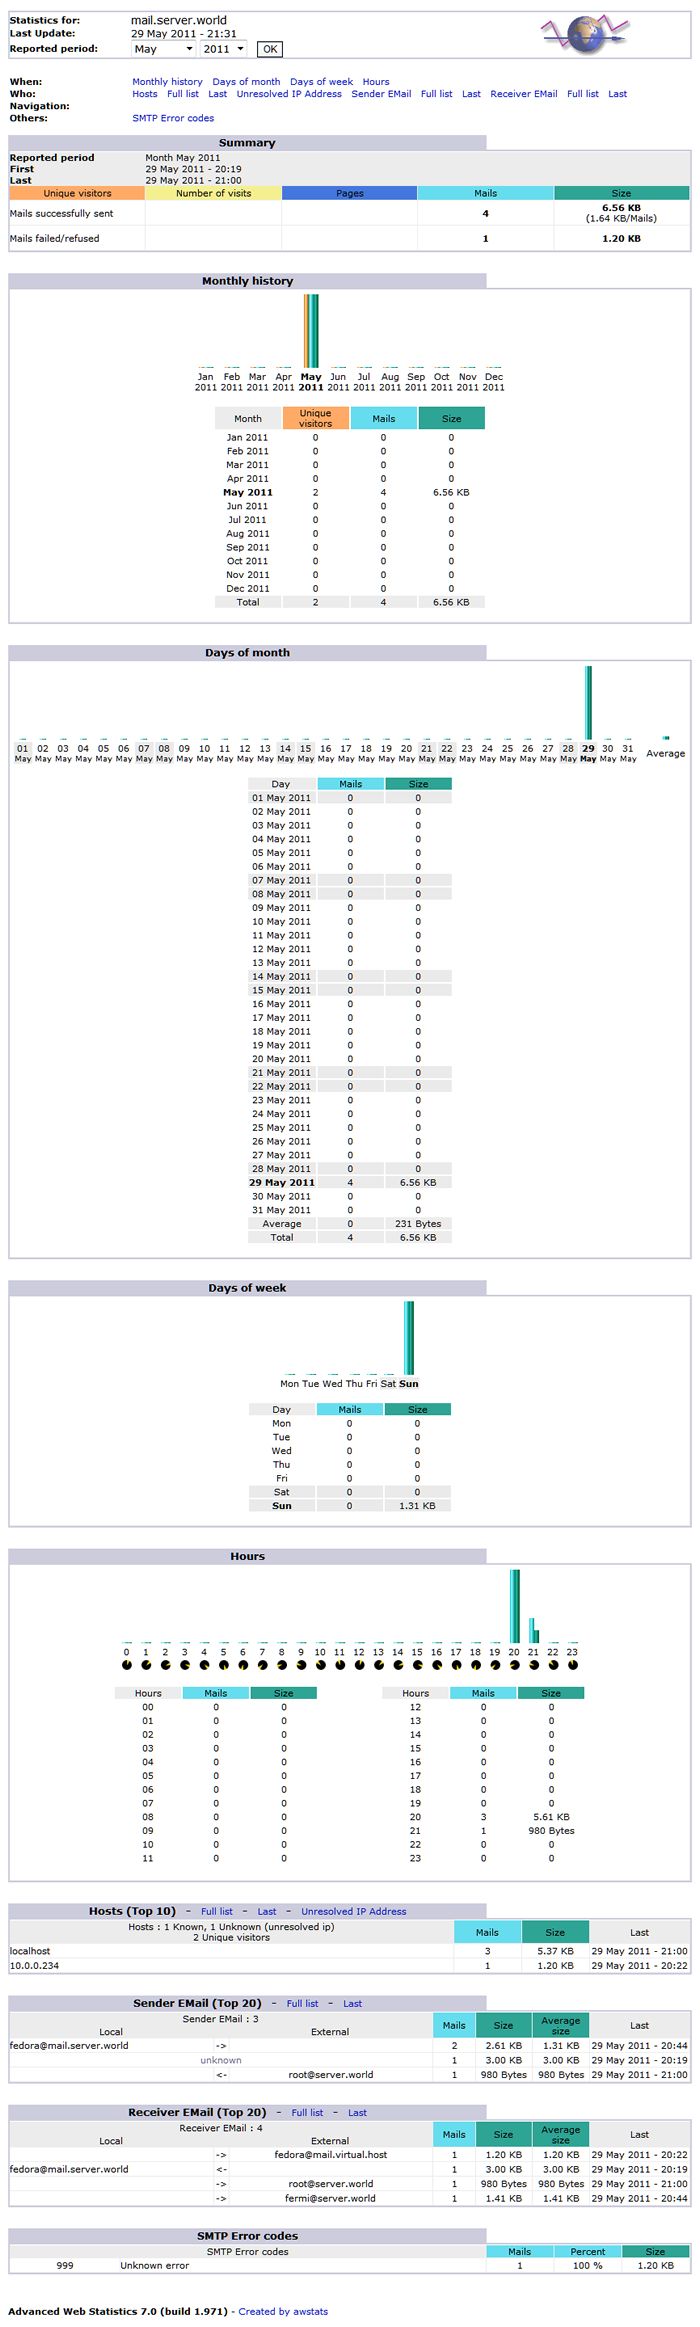 Statistics for: mail.server.world
Last Update: 29 May 2011 - 21:31
Reported period: May 2011 OK
When: Monthly history Days of month Days of week Hours
Who: Hosts Full list Last Unresolved IP Address Sender EMail Full list Last Receiver EMail Full list Last
Navigation:
Others: SMTP Error codes
Summary
Reported period Month May 2011
First 29 May 2011 - 20:19
Last 29 May 2011 - 21:00
Unique visitors Number of visits Pages Mails Size
Mails successfully sent 4 6.56 KB
(1.64 KB/Mails)
Mails failed/refused 1 1.20 KB
Monthly history
Jan Feb Mar Apr May Jun Jul Aug Sep Oct Nov Dec
2011 2011 2011 2011 2011 2011 2011 2011 2011 2011 2011 2011
Month Unique visitors Mails Size
Jan 2011 0 0 0
Feb 2011 0 0 0
Mar 2011 0 0 0
Apr 2011 0 0 0
May 2011 2 4 6.56 KB
Jun 2011 0 0 0
Jul 2011 0 0 0
Aug 2011 0 0 0
Sep 2011 0 0 0
Oct 2011 0 0 0
Nov 2011 0 0 0
Dec 2011 0 0 0
Total 2 4 6.56 KB
Days of month
01 02 03 04 05 06 07 08 09 10 11 12 13 14 15 16 17 18 19 20 21 22 23 24 25 26 27 28 29 30 31 Average
May May May May May May May May May May May May May May May May May May May May May May May May May May May May May May May
Day Mails Size
01 May 2011 0 0
02 May 2011 0 0
03 May 2011 0 0
04 May 2011 0 0
05 May 2011 0 0
06 May 2011 0 0
07 May 2011 0 0
08 May 2011 0 0
09 May 2011 0 0
10 May 2011 0 0
11 May 2011 0 0
12 May 2011 0 0
13 May 2011 0 0
14 May 2011 0 0
15 May 2011 0 0
16 May 2011 0 0
17 May 2011 0 0
18 May 2011 0 0
19 May 2011 0 0
20 May 2011 0 0
21 May 2011 0 0
22 May 2011 0 0
23 May 2011 0 0
24 May 2011 0 0
25 May 2011 0 0
26 May 2011 0 0
27 May 2011 0 0
28 May 2011 0 0
29 May 2011 4 6.56 KB
30 May 2011 0 0
31 May 2011 0 0
Average 0 231 Bytes
Total 4 6.56 KB
Days of week
Mon Tue Wed Thu Fri Sat Sun
Day Mails Size
Mon 0 0
Tue 0 0
Wed 0 0
Thu 0 0
Fri 0 0
Sat 0 0
Sun 0 1.31 KB
Hours
0 1 2 3 4 5 6 7 8 9 10 11 12 13 14 15 16 17 18 19 20 21 22 23
Hours Mails Size Hours Mails Size
00 0 0 12 0 0
01 0 0 13 0 0
02 0 0 14 0 0
03 0 0 15 0 0
04 0 0 16 0 0
05 0 0 17 0 0
06 0 0 18 0 0
07 0 0 19 0 0
08 0 0 20 3 5.61 KB
09 0 0 21 1 980 Bytes
10 0 0 22 0 0
11 0 0 23 0 0
Hosts (Top 10) - Full list - Last - Unresolved IP Address
Hosts : 1 Known, 1 Unknown (unresolved ip)
2 Unique visitors Mails Size Last
localhost 3 5.37 KB 29 May 2011 - 21:00
10.0.0.234 1 1.20 KB 29 May 2011 - 20:22
Sender EMail (Top 20) - Full list - Last
Sender EMail : 3
Local External Mails Size Average size Last
fedora@mail.server.world -> 2 2.61 KB 1.31 KB 29 May 2011 - 20:44
unknown 1 3.00 KB 3.00 KB 29 May 2011 - 20:19
<- root@server.world 1 980 Bytes 980 Bytes 29 May 2011 - 21:00
Receiver EMail (Top 20) - Full list - Last
Receiver EMail : 4
Local External Mails Size Average size Last
-> fedora@mail.virtual.host 1 1.20 KB 1.20 KB 29 May 2011 - 20:22
fedora@mail.server.world <- 1 3.00 KB 3.00 KB 29 May 2011 - 20:19
-> root@server.world 1 980 Bytes 980 Bytes 29 May 2011 - 21:00
-> fermi@server.world 1 1.41 KB 1.41 KB 29 May 2011 - 20:44
SMTP Error codes
SMTP Error codes Mails Percent Size
999 Unknown error 1 100 % 1.20 KB
Advanced Web Statistics 7.0 (build 1.971) - Created by awstats